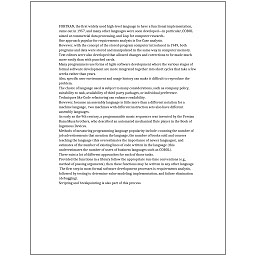 FORTRAN, the first widely used high-level language to have a functional implementation,
came out in 1957, and many other languages were soon developed—in particular, COBOL
aimed at commercial data processing, and Lisp for computer research.
One approach popular for requirements analysis is Use Case analysis.
However, with the concept of the stored-program computer introduced in 1949, both
programs and data were stored and manipulated in the same way in computer memory.
Text editors were also developed that allowed changes and corrections to be made much
more easily than with punched cards.
Many programmers use forms of Agile software development where the various stages of
formal software development are more integrated together into short cycles that take a few
weeks rather than years.
Also, specific user environment and usage history can make it difficult to reproduce the
problem.
The choice of language used is subject to many considerations, such as company policy,
suitability to task, availability of third-party packages, or individual preference.
Techniques like Code refactoring can enhance readability.
However, because an assembly language is little more than a different notation for a
machine language, two machines with different instruction sets also have different
assembly languages.
As early as the 9th century, a programmable music sequencer was invented by the Persian
Banu Musa brothers, who described an automated mechanical flute player in the Book of
Ingenious Devices.
Methods of measuring programming language popularity include: counting the number of
job advertisements that mention the language, the number of books sold and courses
teaching the language (this overestimates the importance of newer languages), and
estimates of the number of existing lines of code written in the language (this
underestimates the number of users of business languages such as COBOL).
There exist a lot of different approaches for each of those tasks.
Provided the functions in a library follow the appropriate run-time conventions (e.g.,
method of passing arguments), then these functions may be written in any other language.
The first step in most formal software development processes is requirements analysis,
followed by testing to determine value modeling, implementation, and failure elimination
(debugging).
Scripting and breakpointing is also part of this process.